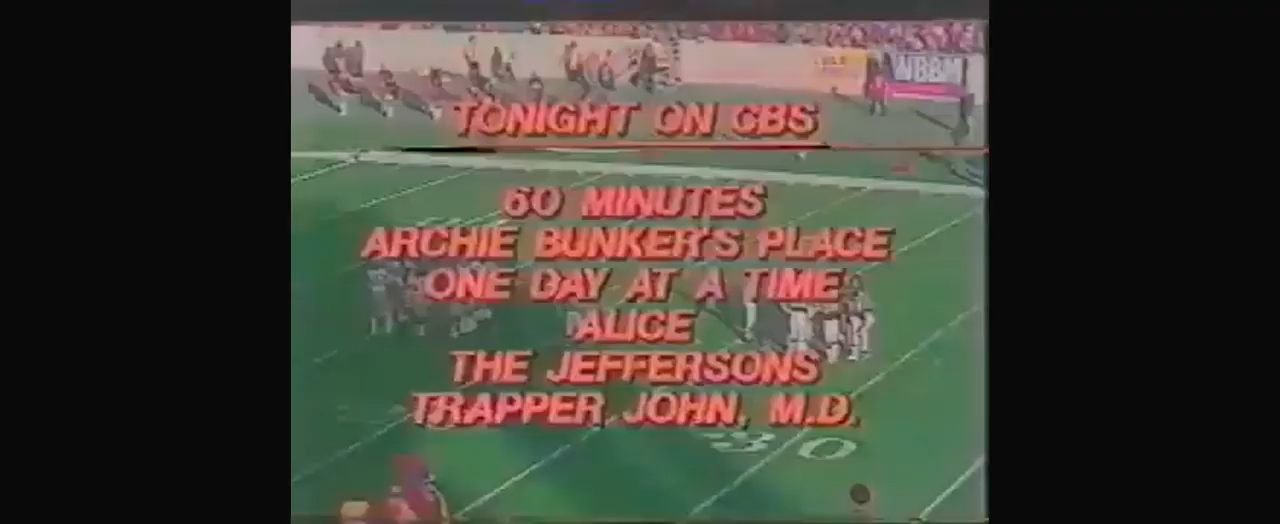 WBBM
TONIGHT ON CBS
60 MINUTES
ARCHIE BUNKER'S PLACE
ONE DAY AT A TIME
ALICE
THE JEFFERSONS
TRAPPER JOHN, M.D.
30